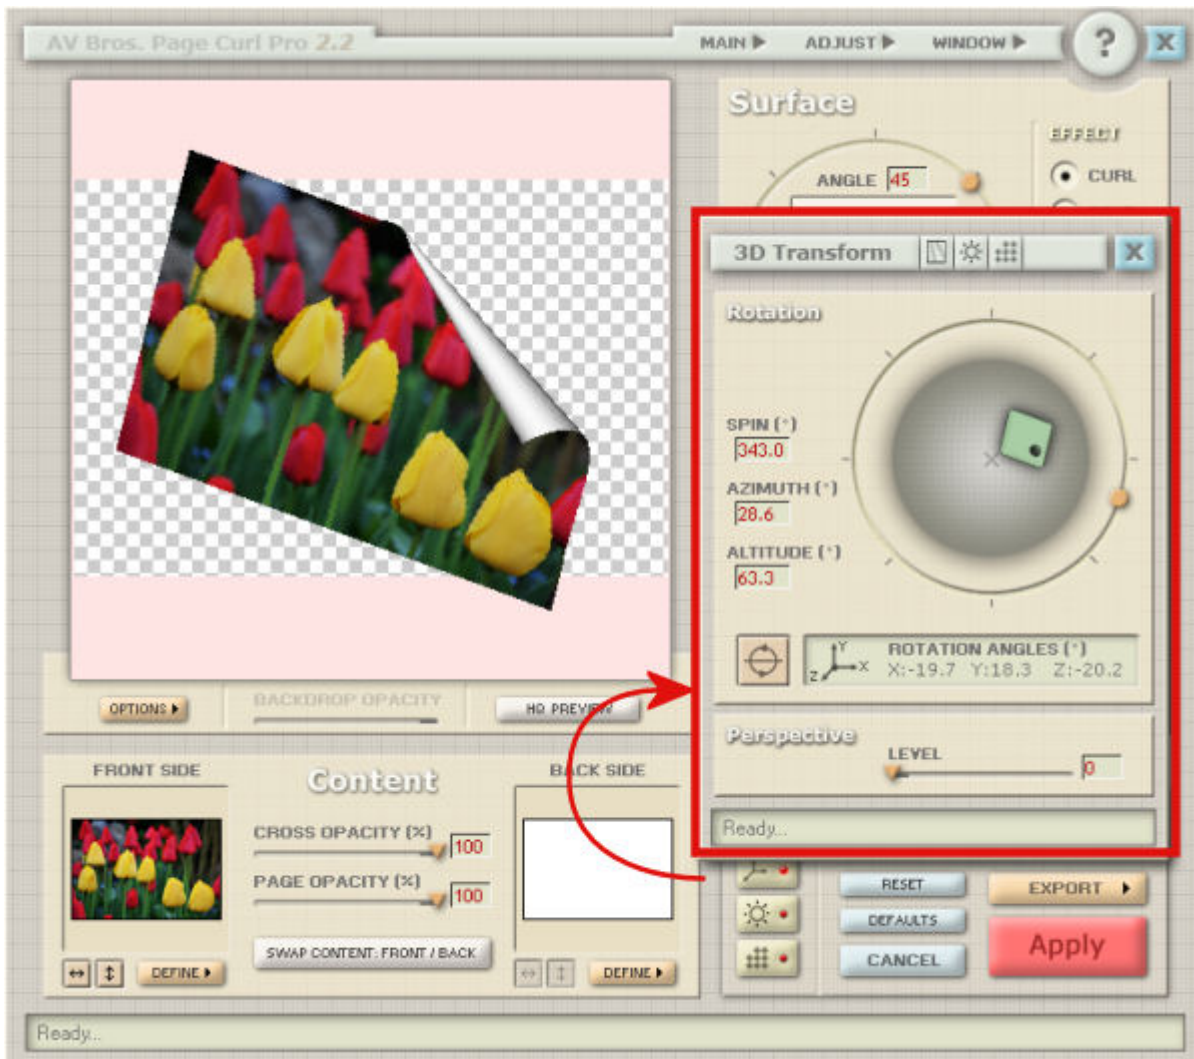 AV Bros. Page Curl Pro 2.2
MAIN
ADJUST
WINDOW
?
X
Surface
ANGLE 45
EFFECT
CURL
3D Transform
X
Rotation
SPIN (°)
343.0
AZIMUTH (°)
28.6
ALTITUDE (°)
63.3
Y
X
Z
ROTATION ANGLES (°)
X:-19.7 Y:18.3 Z:-20.2
Perspective
LEVEL
0
Ready...
OPTIONS
BACKDROP OPACITY
HQ PREVIEW
FRONT SIDE
Content
BACK SIDE
CROSS OPACITY (%)
100
PAGE OPACITY (%)
100
SWAP CONTENT: FRONT / BACK
DEFINE
DEFINE
RESET
DEFAULTS
CANCEL
EXPORT
Apply
Ready...